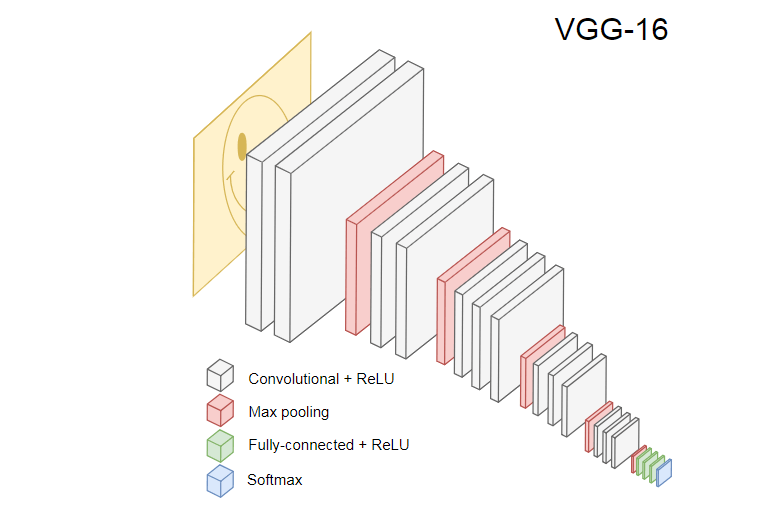 VGG-16
Convolutional + ReLU
Max pooling
Fully-connected + ReLU
Softmax